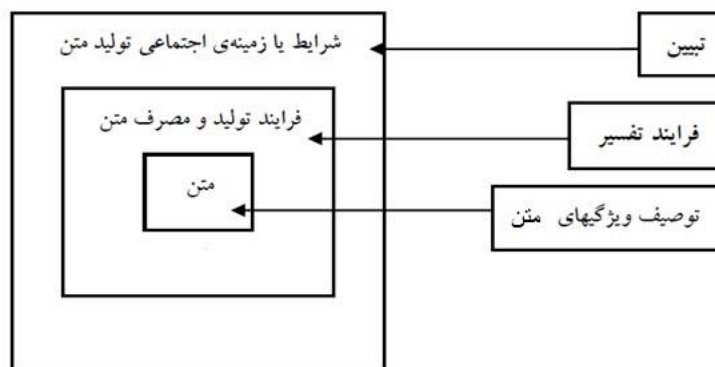 شرایط یا زمینه‌ی اجتماعی تولید متن
تبیین
فرایند تولید و مصرف متن
فرایند تفسیر
متن
توصیف ویژگیهای متن